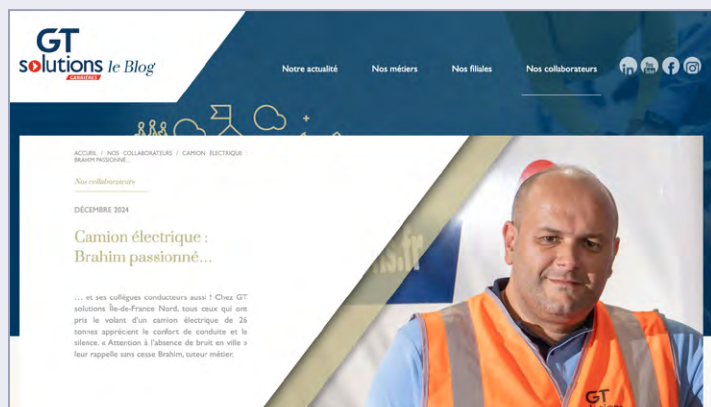 GT
solutions le Blog
CARRIÈRES
Notre actualité Nos métiers Nos filiales Nos collaborateurs
ACCUEIL / NOS COLLABORATEURS / CAMION ÉLECTRIQUE :
BRAHIM PASSIONNÉ...
Nos collaborateurs
DÉCEMBRE 2024
Camion électrique :
Brahim passionné...
... et ses collègues conducteurs aussi ! Chez GT
solutions Île-de-France Nord, tous ceux qui ont
pris le volant d'un camion électrique de 26
tonnes apprécient le confort de conduite et le
silence. « Attention à l'absence de bruit en ville »
leur rappelle sans cesse Brahim, tuteur métier.
GT